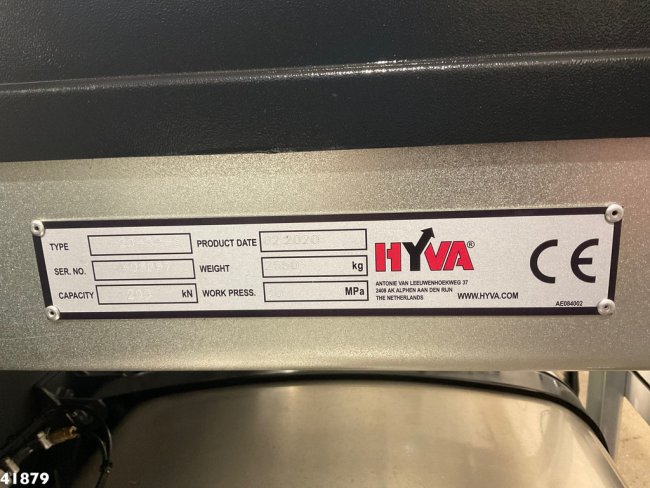 TYPE
PRODUCT DATE 02 2020
SER. NO.
WEIGHT kg
CAPACITY kN
WORK PRESS. MPa
HYVA®
ANTONIE VAN LEEUWENHOEKWEG 37
2408 AK ALPHEN AAN DEN RIJN
THE NETHERLANDS
WWW.HYVA.COM
CE
AE084002
41879